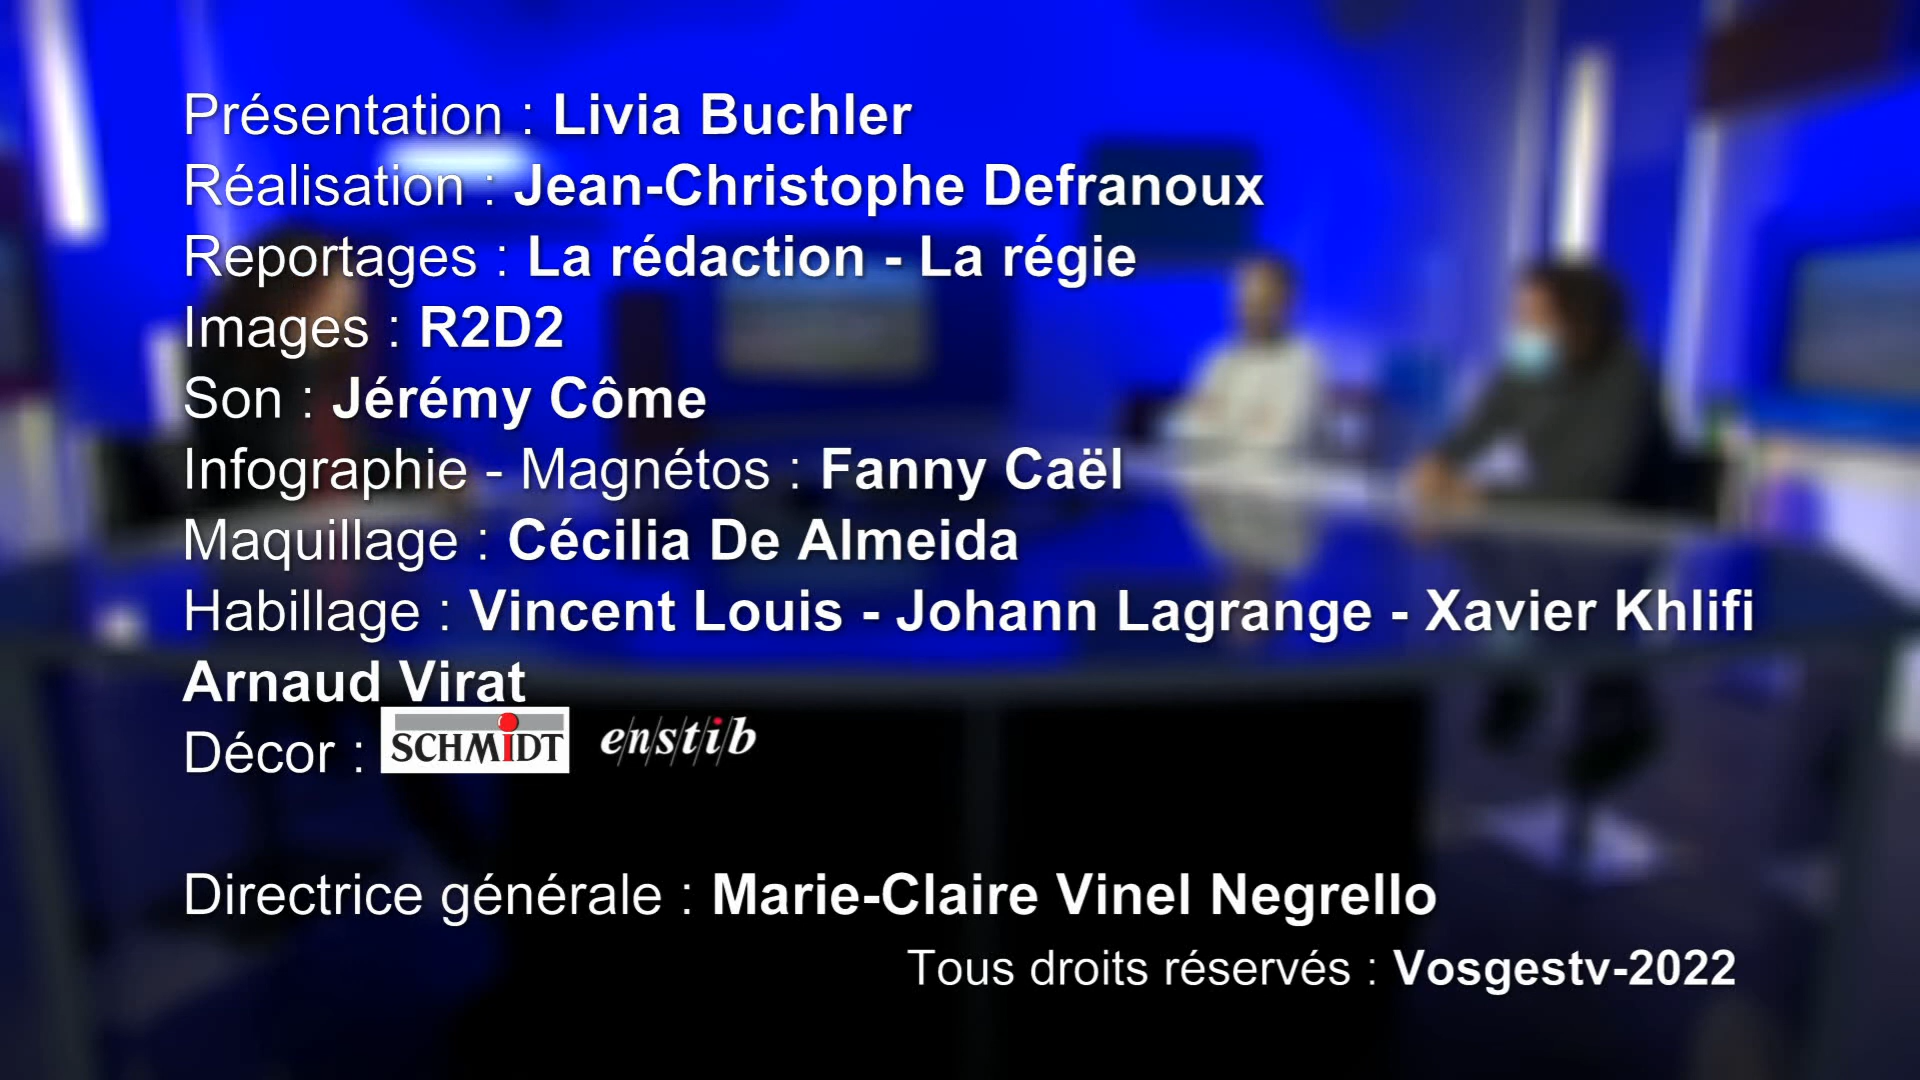 Présentation : Livia Buchler
Réalisation : Jean-Christophe Defranoux
Reportages : La rédaction - La régie
Images : R2D2
Son : Jérémy Côme
Infographie - Magnétos : Fanny Caël
Maquillage : Cécilia De Almeida
Habillage : Vincent Louis - Johann Lagrange - Xavier Khlifi
Arnaud Virat
Décor : SCHMiDT e/n/s/t/i/b
Directrice générale : Marie-Claire Vinel Negrello
Tous droits réservés : Vosgestv-2022